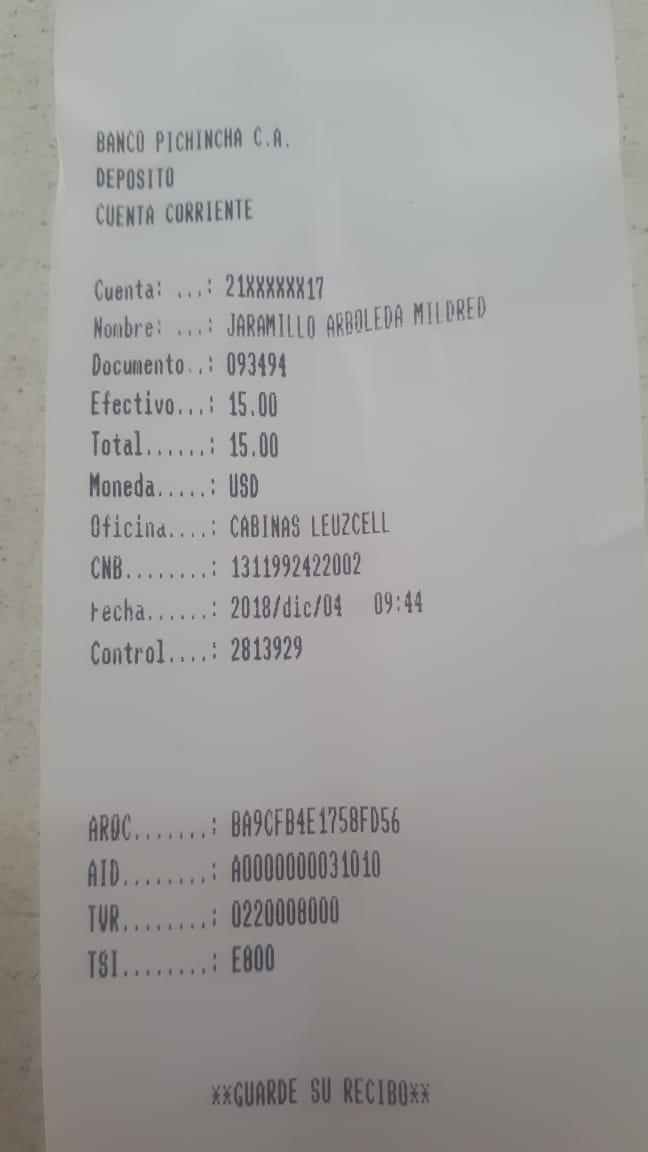 BANCO PICHINCHA C.A.
DEPOSITO
CUENTA CORRIENTE
Cuenta: ...: 21XXXXXX17
Nombre: ...: JARAMILLO ARBOLEDA MILDRED
Documento..: 093494
Efectivo...: 15.00
Total......: 15.00
Moneda.....: USD
Oficina....: CABINAS LEUZCELL
CNB........: 1311992422002
Fecha......: 2018/dic/04 09:44
Control....: 2813929
ARQC.......: BA9CFB4E1758FD56
AID........: A0000000031010
TVR........: 0220008000
TSI........: E800
**GUARDE SU RECIBO**